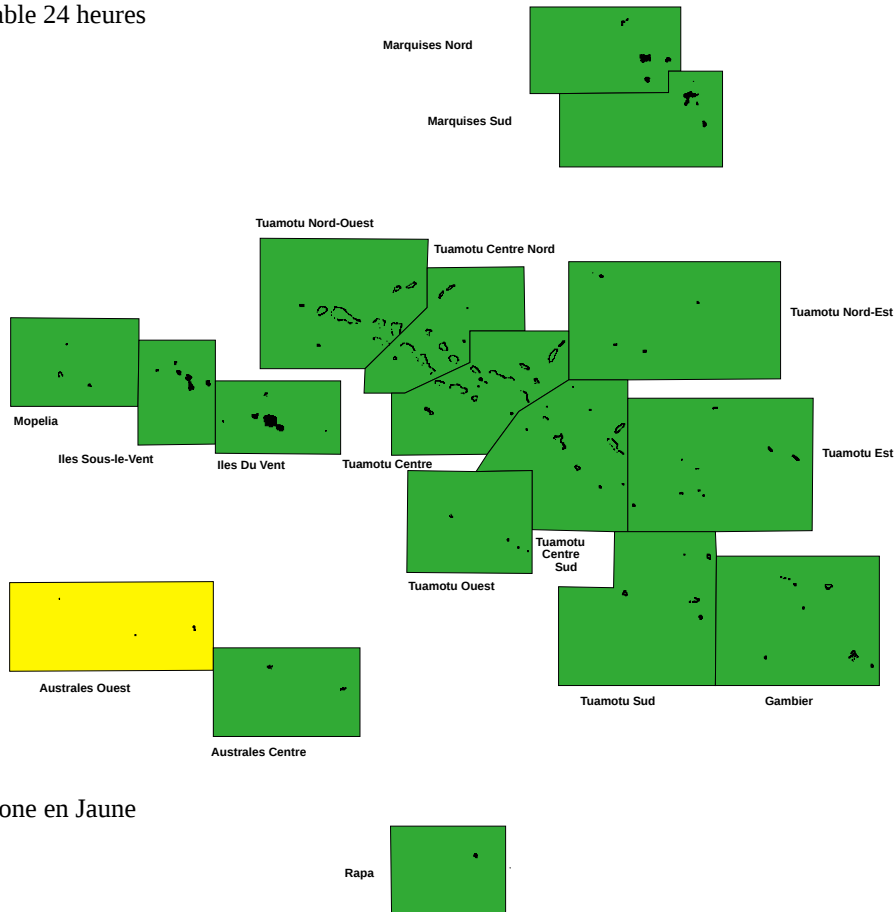 24 heures
Marquises Nord
Marquises Sud
Tuamotu Nord-Ouest
Tuamotu Centre Nord
Tuamotu Nord-Est
Mopelia
Iles Sous-le-Vent
Iles Du Vent
Tuamotu Centre
Tuamotu Est
Tuamotu
Centre
Sud
Tuamotu Ouest
Australes Ouest
Tuamotu Sud
Gambier
Australes Centre
en Jaune
Rapa